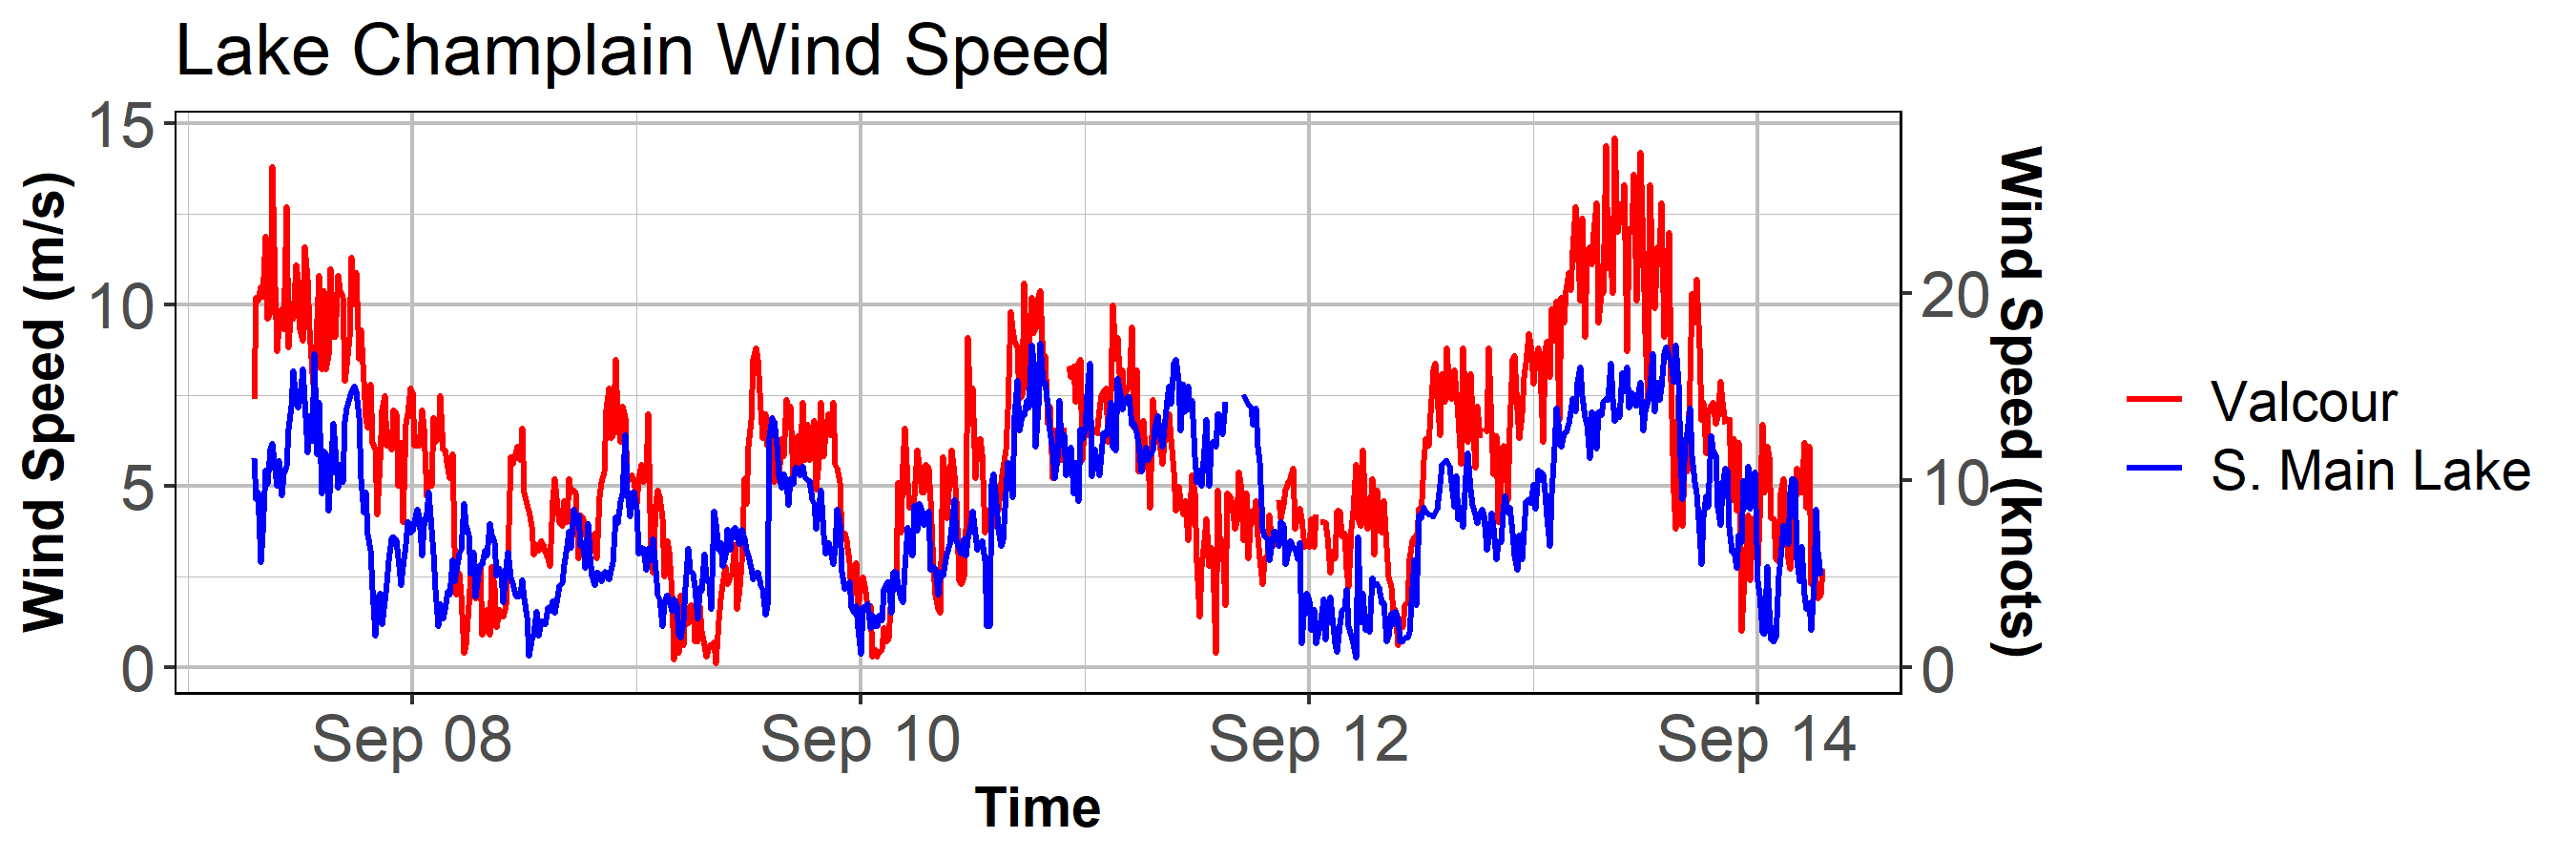 Lake Champlain Wind Speed
Wind Speed (m/s)
15
10
5
0
20
10
0
Wind Speed (knots)
Sep 08
Sep 10
Sep 12
Sep 14
Time
Valcour
S. Main Lake